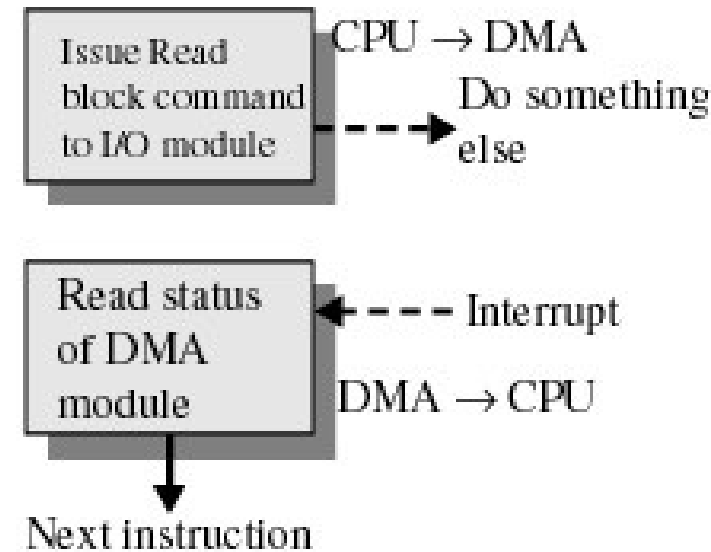 Issue Read
block command
to I/O module
CPU → DMA
Do something
else
Read status
of DMA
module
Interrupt
DMA → CPU
Next instruction